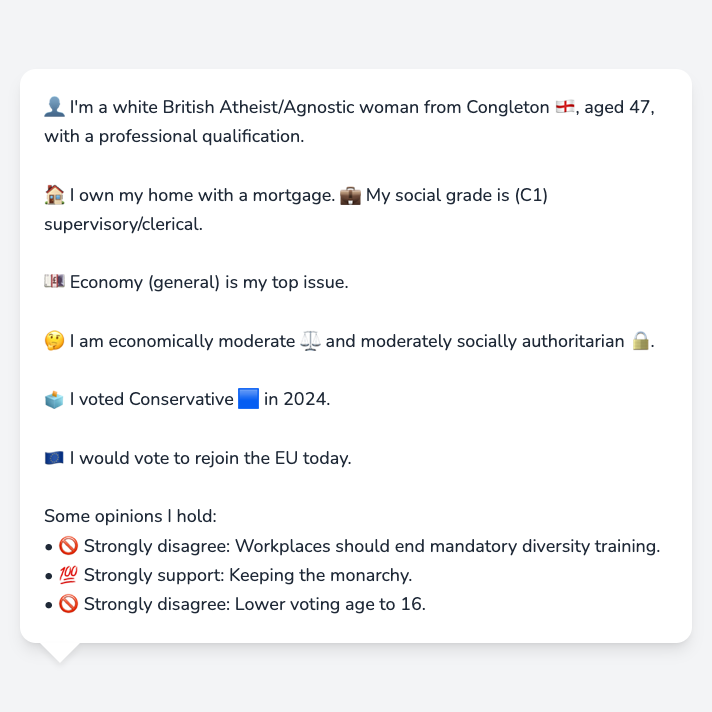 👤 I'm a white British Atheist/Agnostic woman from Congleton 🏴󠁧󠁢󠁥󠁮󠁧󠁿, aged 47,
with a professional qualification.
🏠 I own my home with a mortgage. 💼 My social grade is (C1)
supervisory/clerical.
💷 Economy (general) is my top issue.
🤔 I am economically moderate ⚖️ and moderately socially authoritarian 🔒.
🗳️ I voted Conservative 🟦 in 2024.
🇪🇺 I would vote to rejoin the EU today.
Some opinions I hold:
• 🚫 Strongly disagree: Workplaces should end mandatory diversity training.
• 💯 Strongly support: Keeping the monarchy.
• 🚫 Strongly disagree: Lower voting age to 16.